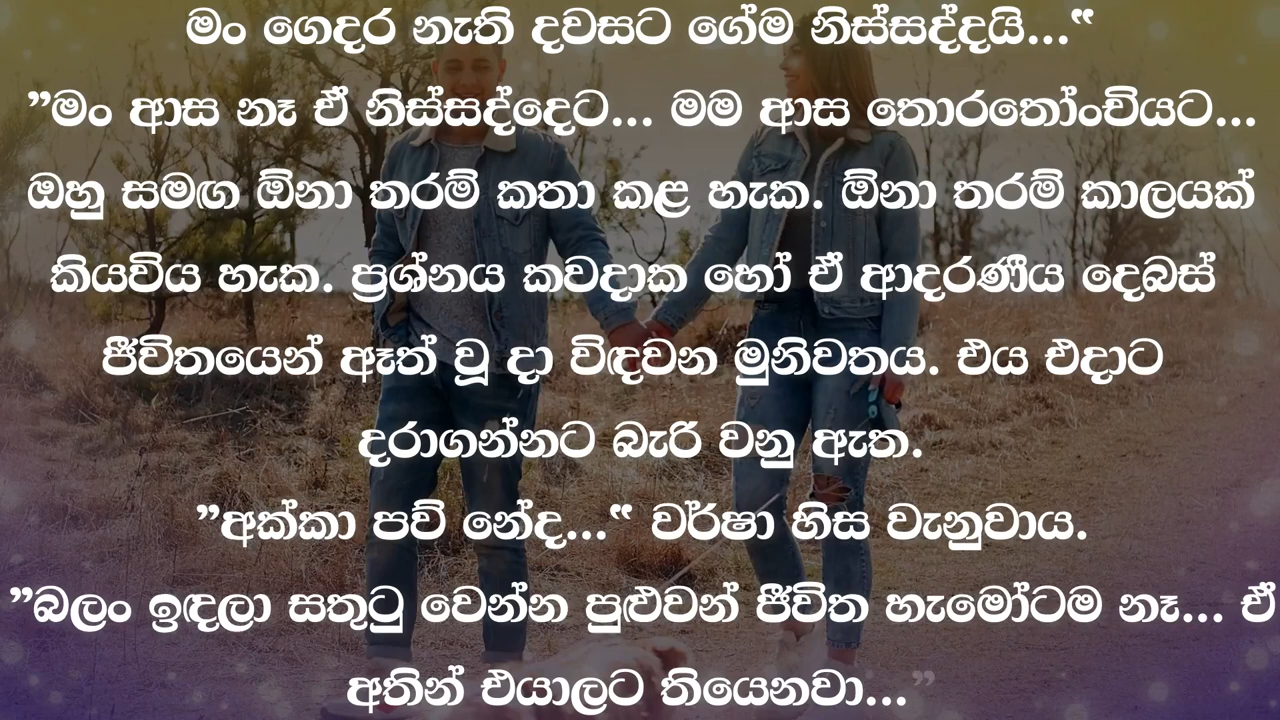 මං ගෙදර නැති දවසට ගේම නිස්සද්දයි...“
”මං ආස නෑ ඒ නිස්සද්දෙට... මම ආස තොරතෝංචියට...
ඔහු සමඟ ඕනා තරම් කතා කළ හැක. ඕනා තරම් කාලයක්
කියවිය හැක. ප්‍රශ්නය කවදාක හෝ ඒ ආදරණීය දෙබස්
ජීවිතයෙන් ඈත් වූ දා විඳවන මුනිවතය. එය එදාට
දරාගන්නට බැරි වනු ඇත.
”අක්කා පව් නේද...“ වර්ෂා හිස වැනුවාය.
”බලං ඉඳලා සතුටු වෙන්න පුළුවන් ජීවිත හැමෝටම නෑ... ඒ
අතින් එයාලට තියෙනවා...”